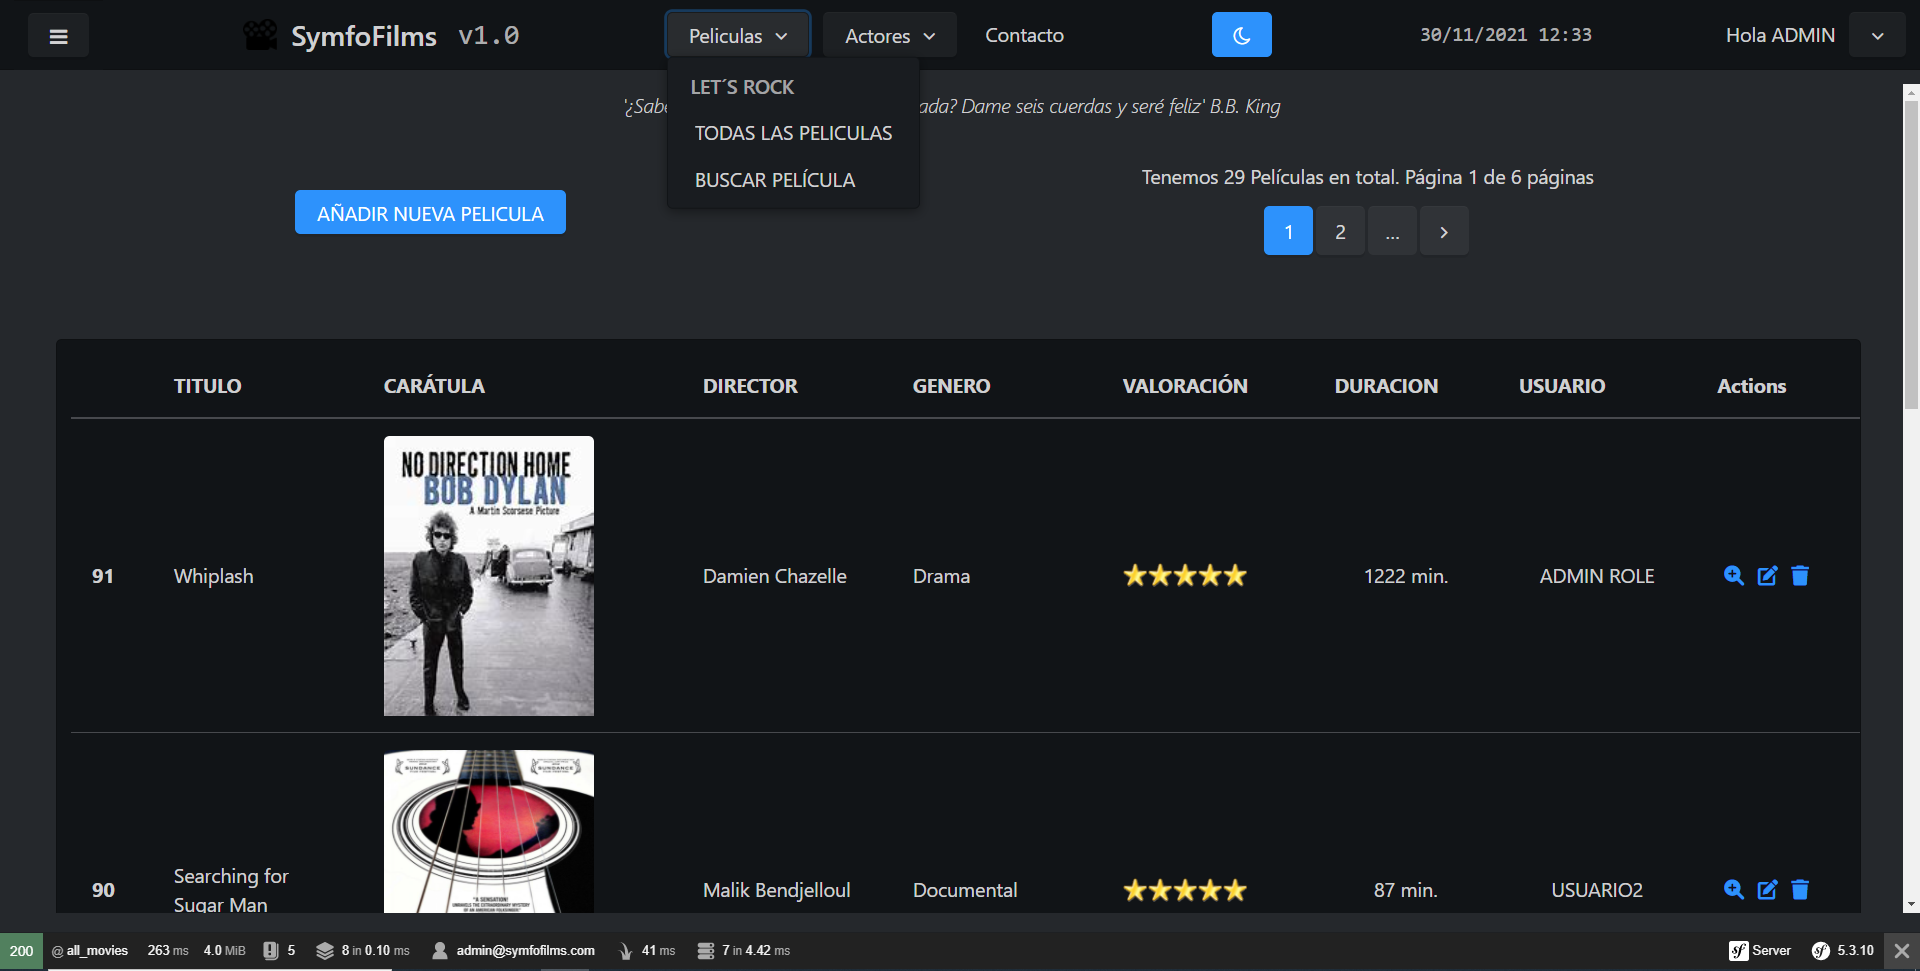 SymfoFilms v1.0
Peliculas
Actores
Contacto
30/11/2021 12:33
Hola ADMIN
LET´S ROCK
TODAS LAS PELICULAS
BUSCAR PELÍCULA
'¿Sabe
ada? Dame seis cuerdas y seré feliz' B.B. King
AÑADIR NUEVA PELICULA
Tenemos 29 Películas en total. Página 1 de 6 páginas
1 2 ...
TITULO CARÁTULA DIRECTOR GENERO VALORACIÓN DURACION USUARIO Actions
NO DIRECTION HOME
BOB DYLAN
A Martin Scorsese Picture
91 Whiplash Damien Chazelle Drama 1222 min. ADMIN ROLE
SUNDANCE SUNDANCE
"A SENSATION!
90 Searching for Malik Bendjelloul Documental 87 min. USUARIO2
Sugar Man
200 @ all_movies 263 ms 4.0 MiB 5 8 in 0.10 ms admin@symfofilms.com 41 ms 7 in 4.42 ms sf Server sf 5.3.10